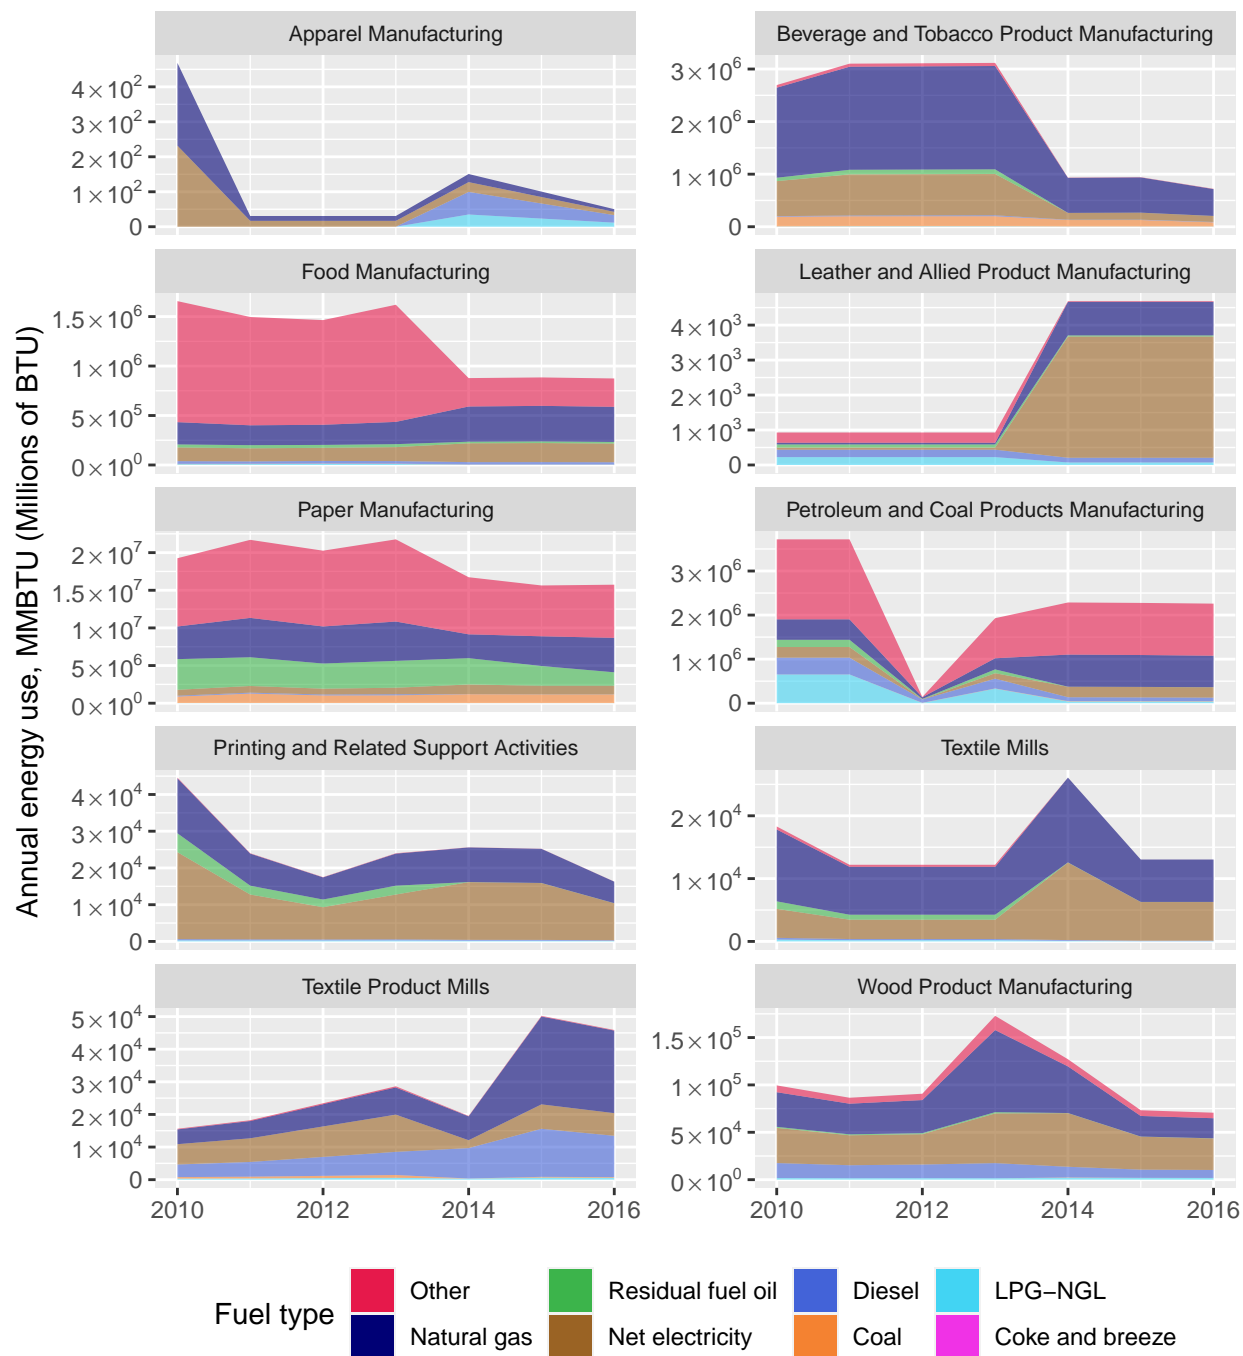 Annual energy use, MMBTU (Millions of BTU)
Apparel Manufacturing
4×10²
3×10²
2×10²
1×10²
0
Beverage and Tobacco Product Manufacturing
3×10⁶
2×10⁶
1×10⁶
0
Food Manufacturing
1.5×10⁶
1×10⁶
5×10⁵
0×10⁰
Leather and Allied Product Manufacturing
4×10³
3×10³
2×10³
1×10³
0
Paper Manufacturing
2×10⁷
1.5×10⁷
1×10⁷
5×10⁶
0×10⁰
Petroleum and Coal Products Manufacturing
3×10⁶
2×10⁶
1×10⁶
0
Printing and Related Support Activities
4×10⁴
3×10⁴
2×10⁴
1×10⁴
0
Textile Mills
2×10⁴
1×10⁴
0
Textile Product Mills
5×10⁴
4×10⁴
3×10⁴
2×10⁴
1×10⁴
0
2010 2012 2014 2016
Wood Product Manufacturing
1.5×10⁵
1×10⁵
5×10⁴
0×10⁰
2010 2012 2014 2016
Fuel type
Other Residual fuel oil Diesel LPG−NGL
Natural gas Net electricity Coal Coke and breeze